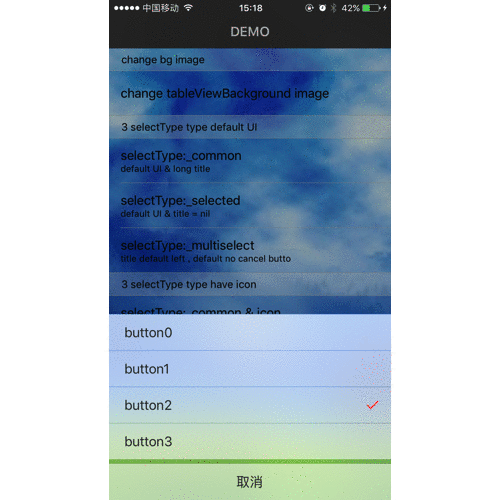 中国移动 15:18 42%
DEMO
change bg image
change tableViewBackground image
3 selectType type default UI
selectType:_common
default UI & long title
selectType:_selected
default UI & title = nil
selectType:_multiselect
title default left , default no cancel butto
3 selectType type have icon
selectType:_common & icon
button0
button1
button2
button3
取消